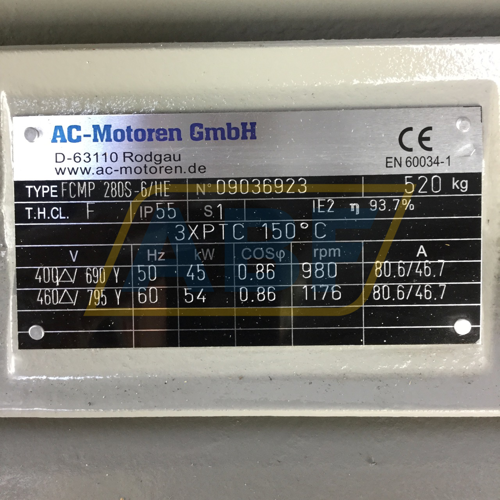 AC-Motoren GmbH
D-63110 Rodgau
www.ac-motoren.de
CE
EN 60034-1
TYPE FCMP 280S-6/HE N° 09036923 520 kg
T.H.CL. F IP 55 S1 IE2 η 93.7%
3XPTC 150°C
V Hz kW COSφ rpm A
400△/ 690 Y 50 45 0.86 980 80.6/46.7
460△/ 795 Y 60 54 0.86 1176 80.6/46.7